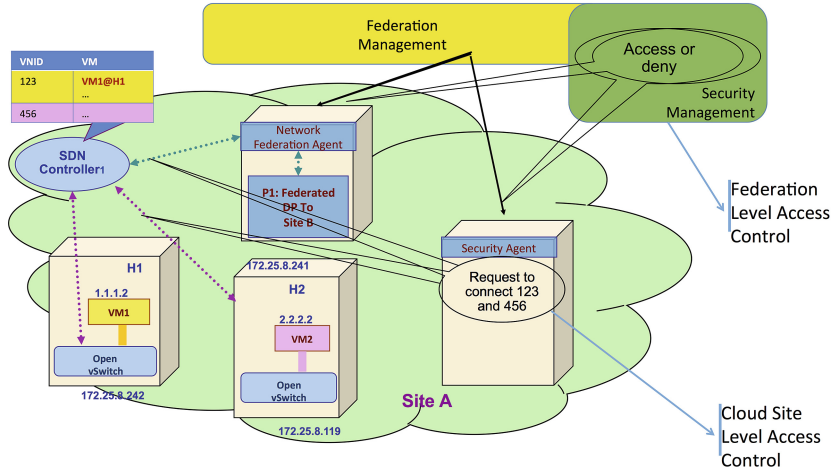 Federation
Management
Access or
deny
Security
Management
VNID VM
123 VM1@H1
...
456 ...
SDN
Controller1
Network
Federation Agent
P1: Federated
DP To
Site B
Federation
Level Access
Control
Security Agent
Request to
connect 123
and 456
172.25.8.241
H1
1.1.1.2
VM1
Open
vSwitch
172.25.8.242
H2
2.2.2.2
VM2
Open
vSwitch
172.25.8.119
Site A
Cloud Site
Level Access
Control